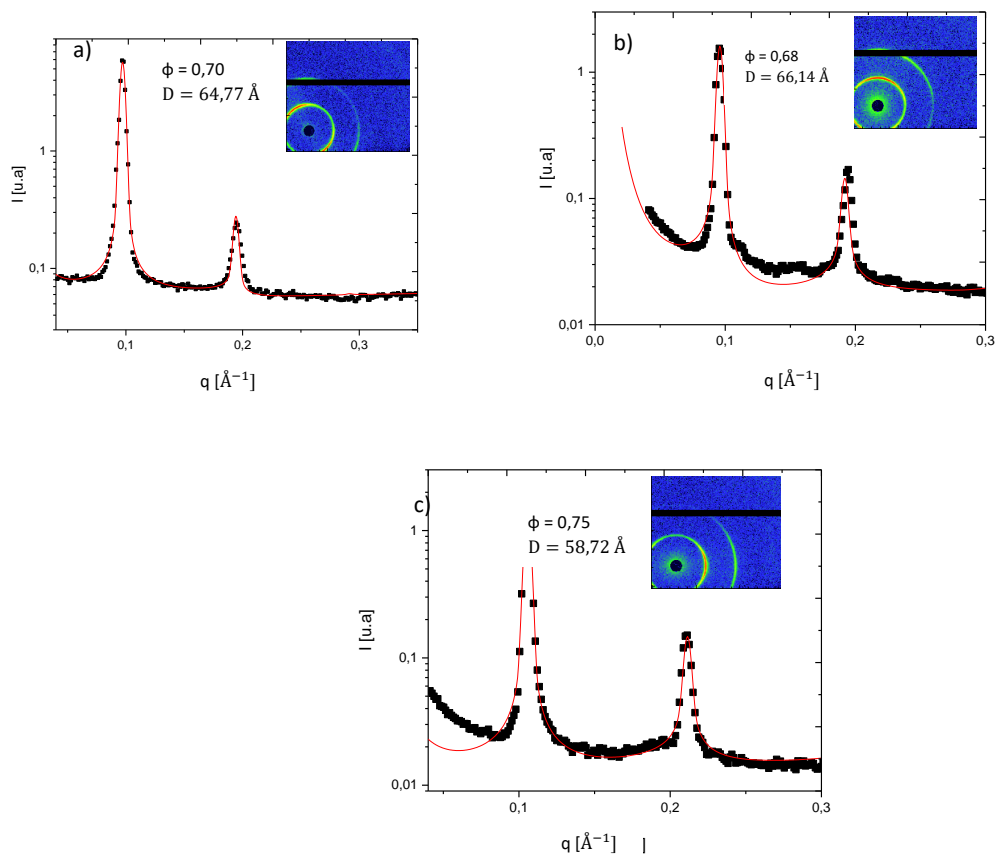 a)
ϕ = 0,70
D = 64,77 Å
1
0,1
I [u.a]
0,1
0,2
0,3
q [Å⁻¹]
b)
ϕ = 0,68
D = 66,14 Å
1
0,1
0,01
I [u.a]
0,0
0,1
0,2
0,3
q [Å⁻¹]
c)
ϕ = 0,75
D = 58,72 Å
1
0,1
0,01
I [u.a]
0,1
0,2
0,3
q [Å⁻¹] ]